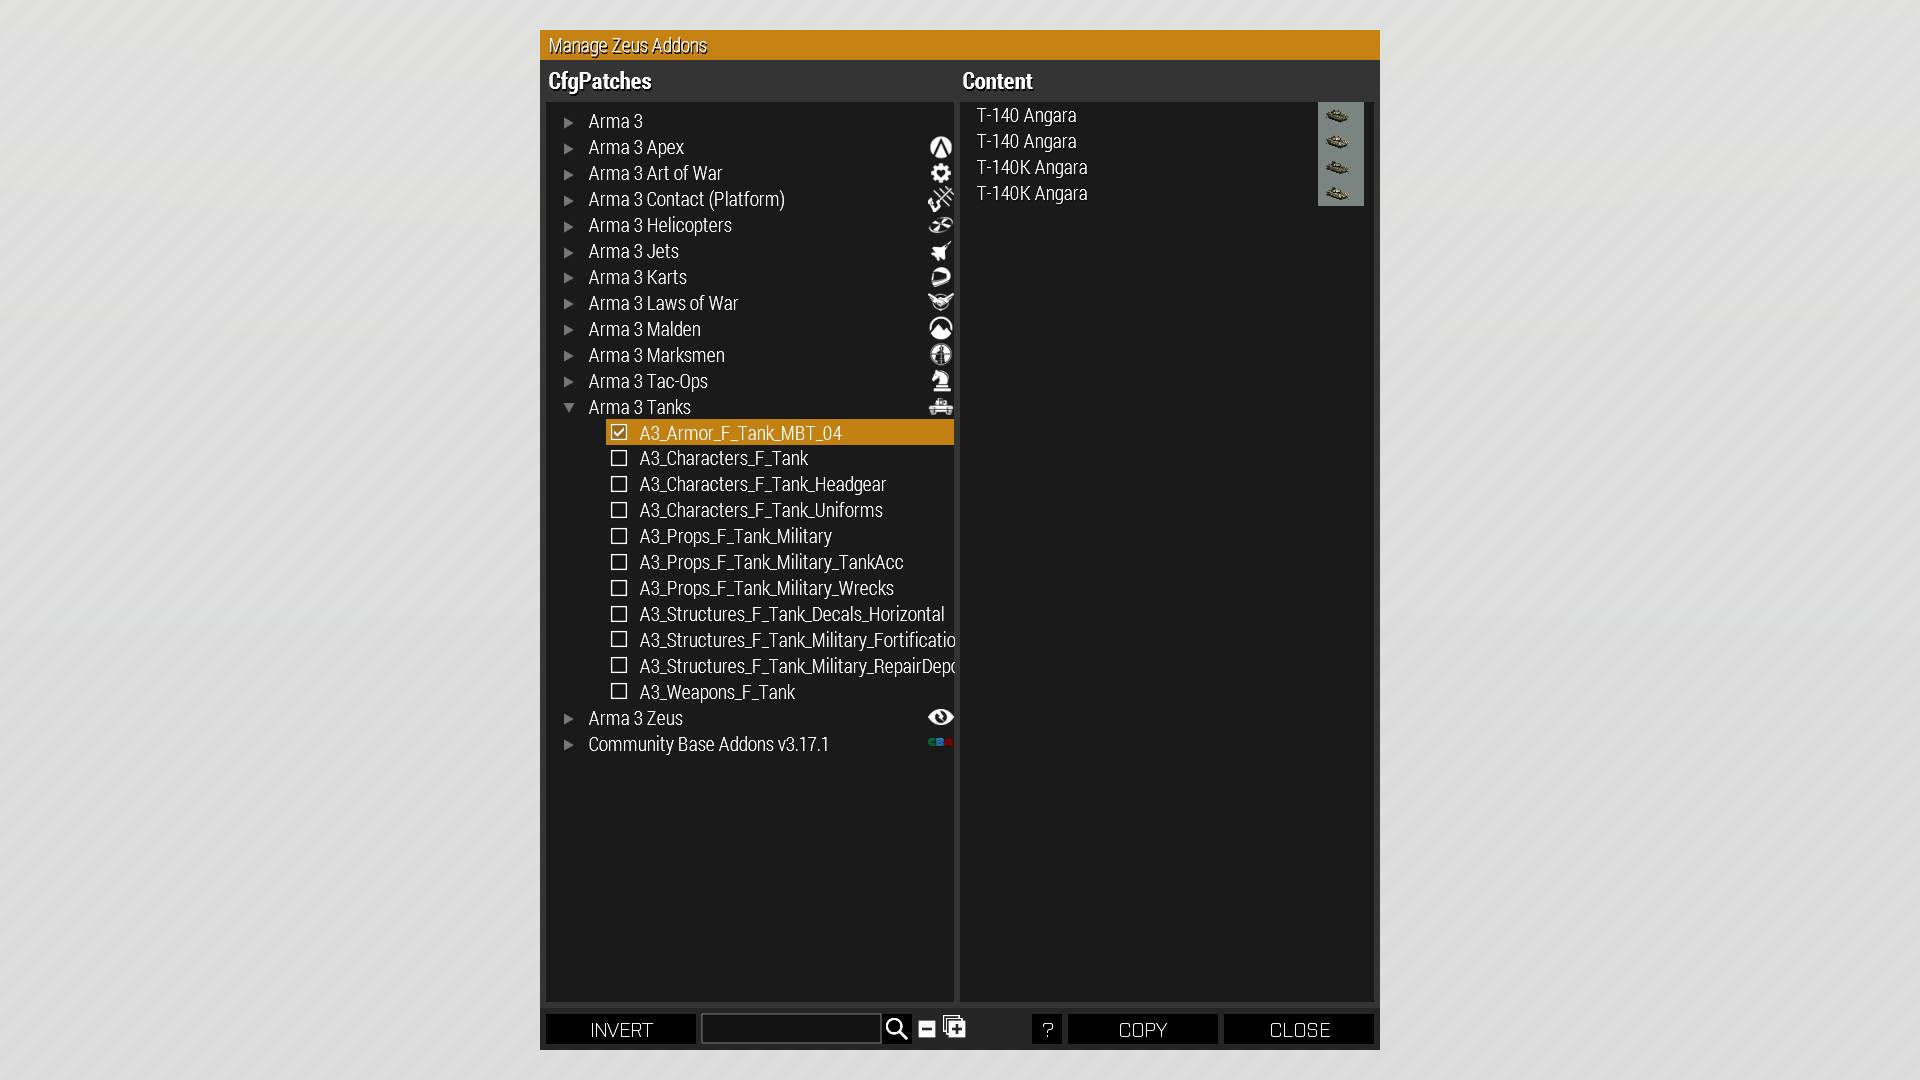 Manage Zeus Addons
CfgPatches
Content
Arma 3
Arma 3 Apex
Arma 3 Art of War
Arma 3 Contact (Platform)
Arma 3 Helicopters
Arma 3 Jets
Arma 3 Karts
Arma 3 Laws of War
Arma 3 Malden
Arma 3 Marksmen
Arma 3 Tac-Ops
Arma 3 Tanks
A3_Armor_F_Tank_MBT_04
A3_Characters_F_Tank
A3_Characters_F_Tank_Headgear
A3_Characters_F_Tank_Uniforms
A3_Props_F_Tank_Military
A3_Props_F_Tank_Military_TankAcc
A3_Props_F_Tank_Military_Wrecks
A3_Structures_F_Tank_Decals_Horizontal
A3_Structures_F_Tank_Military_Fortificatio
A3_Structures_F_Tank_Military_RepairDepo
A3_Weapons_F_Tank
Arma 3 Zeus
Community Base Addons v3.17.1
CBA
T-140 Angara
T-140 Angara
T-140K Angara
T-140K Angara
INVERT
?
COPY
CLOSE